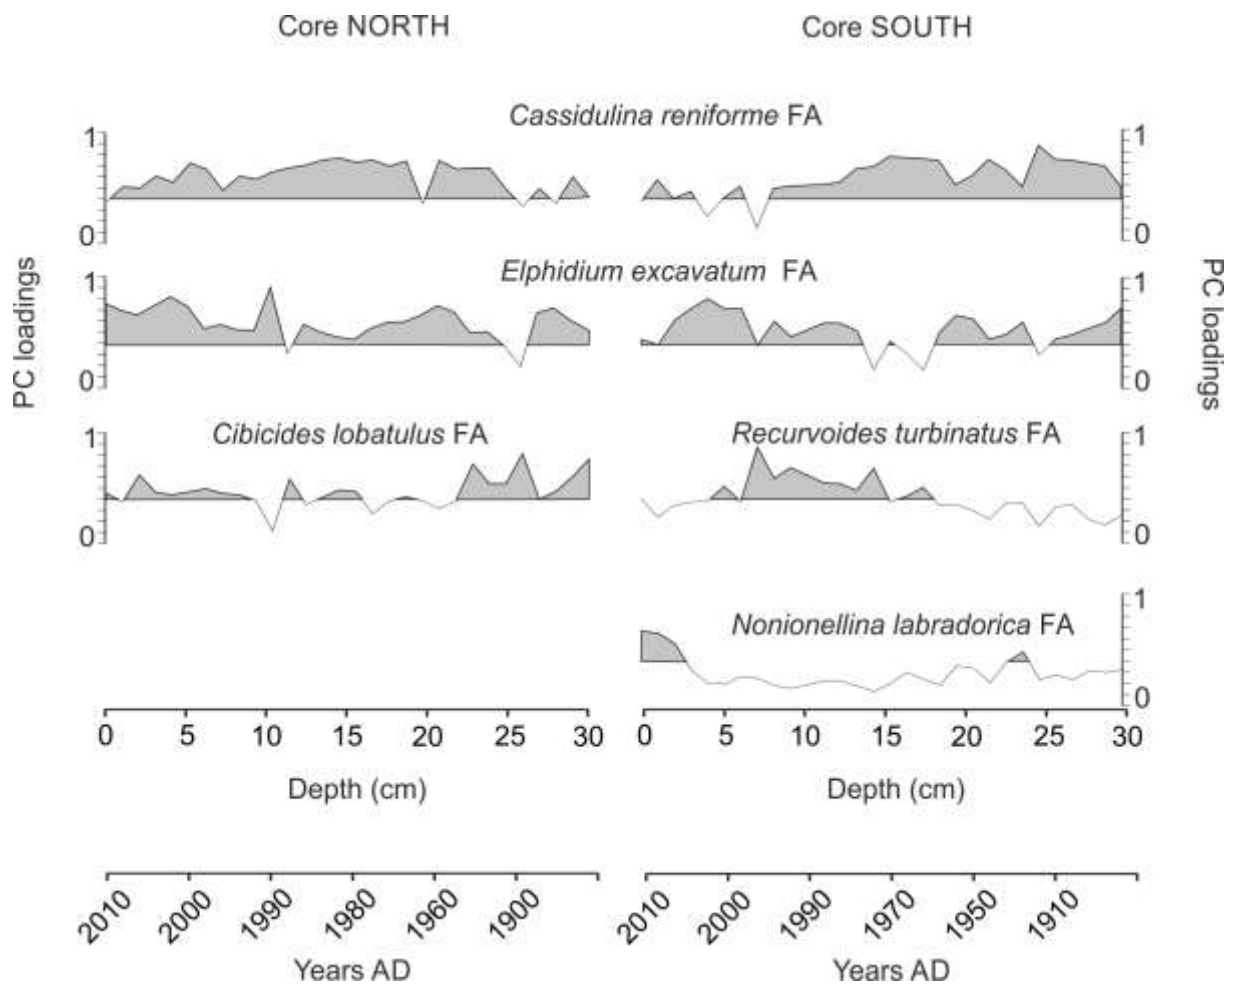 Core NORTH
Core SOUTH
Cassidulina reniforme FA
1
0
1
0
Elphidium excavatum FA
1
0
1
0
PC loadings
PC loadings
Cibicides lobatulus FA
1
0
Recurvoides turbinatus FA
1
0
Nonionellina labradorica FA
1
0
0 5 10 15 20 25 30
0 5 10 15 20 25 30
Depth (cm)
Depth (cm)
2010 2000 1990 1980 1960 1900
2010 2000 1990 1970 1950 1910
Years AD
Years AD